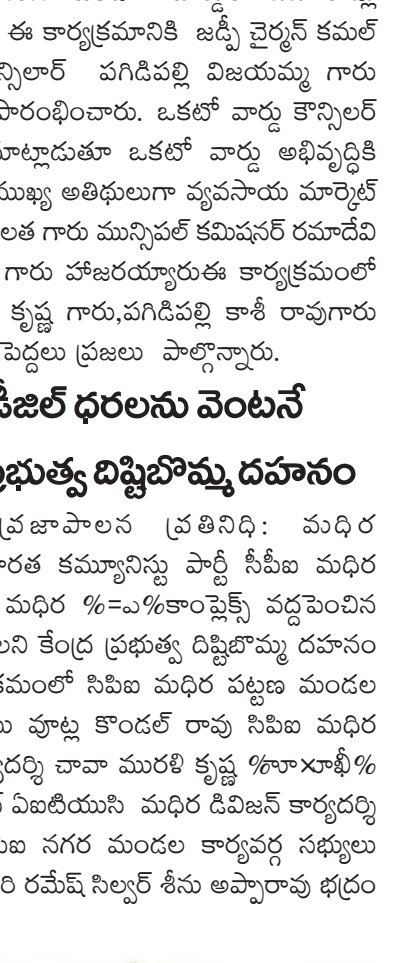 ఈ కార్యక్రమానికి జడ్పీ చైర్మన్ కమల్
న్సిలార్ పగిడిపల్లి విజయమ్మ గారు
పారంభించారు. ఒకటో వార్డు కౌన్సిలర్
మాట్లాడుతూ ఒకటో వార్డు అభివృద్ధికి
ముఖ్య అతిథులుగా వ్యవసాయ మార్కెట్
లత గారు మున్సిపల్ కమిషనర్ రమాదేవి
గారు హాజరయ్యారుఈ కార్యక్రమంలో
కృష్ణ గారు,పగిడిపల్లి కాశీ రావుగారు
పెద్దలు ప్రజలు పాల్గొన్నారు.
డీజిల్ ధరలను వెంటనే
ప్రభుత్వ దిష్టిబొమ్మ దహనం
ప్రజాపాలన ప్రతినిధి: మధిర
ారత కమ్యూనిస్టు పార్టీ సీపీఐ మధిర
మధిర %=ఎ%కాంప్లెక్స్ వద్దపెంచిన
లని కేంద్ర ప్రభుత్వ దిష్టిబొమ్మ దహనం
క్రమంలో సిపిఐ మధిర పట్టణ మండల
లు వూట్ల కొండల్ రావు సిపిఐ మధిర
్యదర్శి చావా మురళి కృష్ణ
ఏఐటియుసి మధిర డివిజన్ కార్యదర్శి
పిఐ నగర మండల కార్యవర్గ సభ్యులు
రి రమేష్ సిల్వర్ శీను అప్పారావు భద్రం